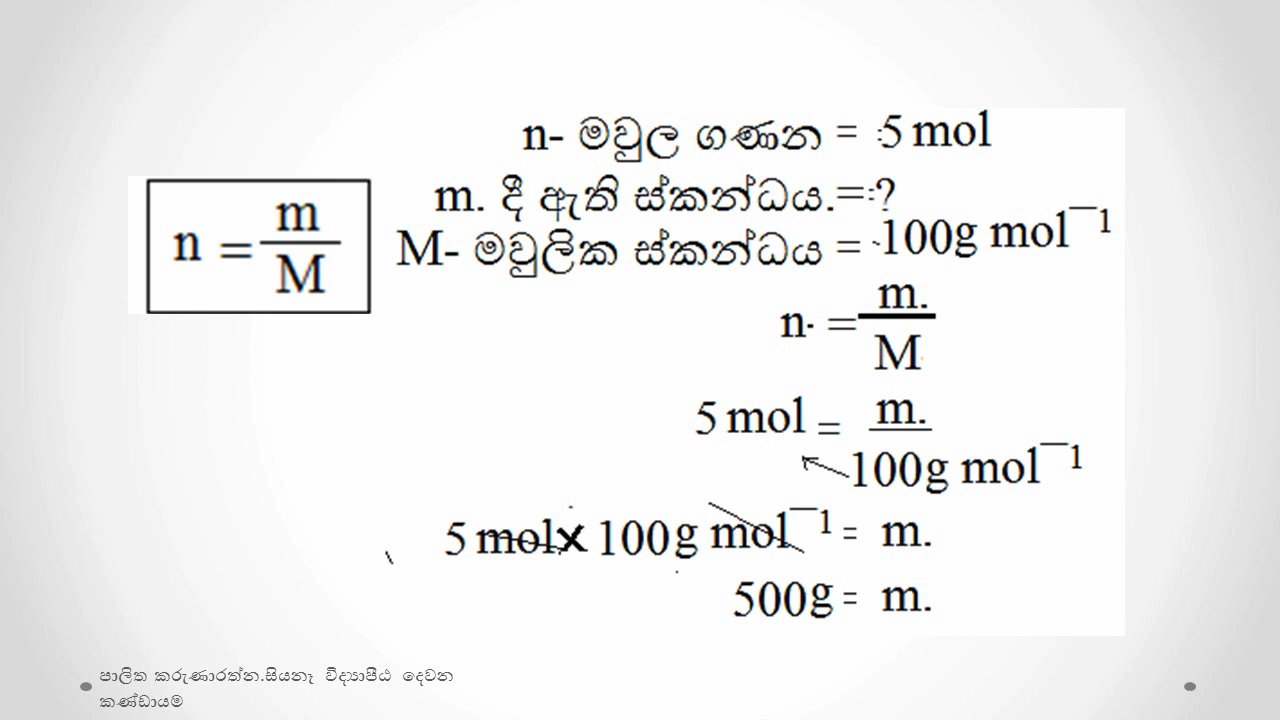 n = m/M
n- මවුල ගණන = 5 mol
m. දී ඇති ස්කන්ධය.= ?
M- මවුලික ස්කන්ධය = 100g mol¯¹
n = m./M
5 mol = m./100g mol¯¹
5 mol x 100g mol¯¹ = m.
500g = m.
පාලිත කරුණාරත්න.සියනෑ විද්‍යාපීඨ දෙවන
කණ්ඩායම